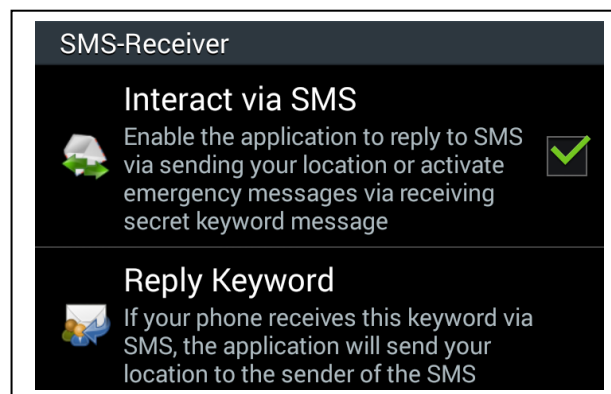 SMS-Receiver
Interact via SMS
Enable the application to reply to SMS
via sending your location or activate
emergency messages via receiving
secret keyword message
Reply Keyword
If your phone receives this keyword via
SMS, the application will send your
location to the sender of the SMS